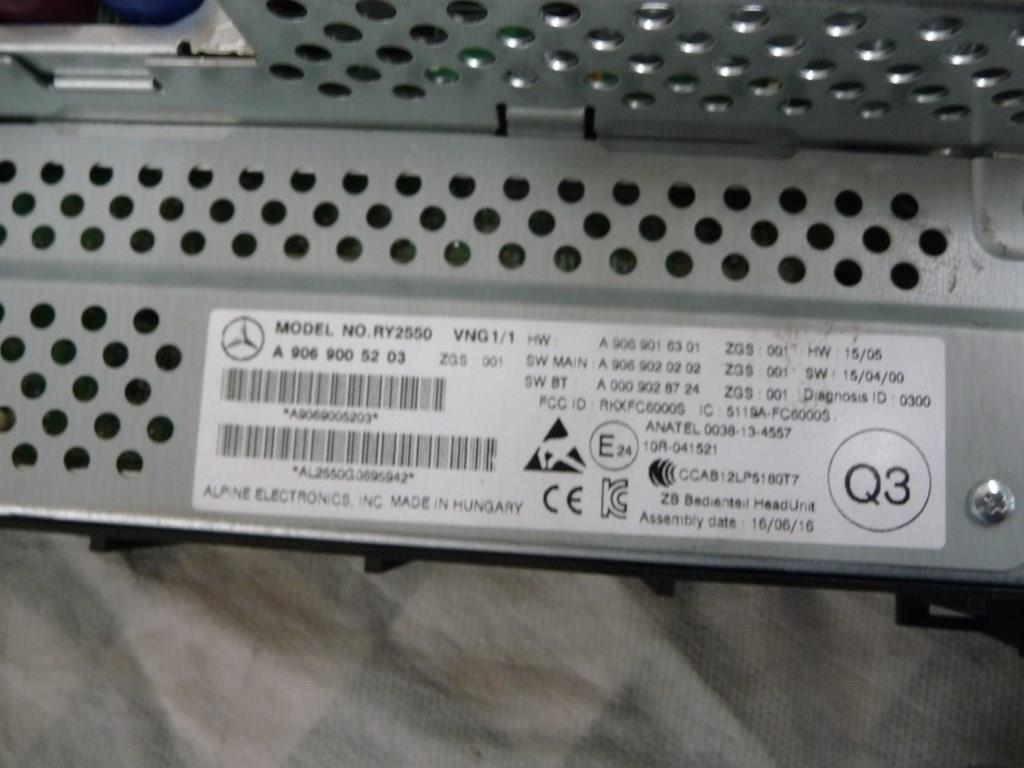 MODEL NO.RY2550 VNG1/1
A 906 900 52 03 ZGS : 001
*A9069005203*
*AL2550G0695942*
ALPINE ELECTRONICS, INC. MADE IN HUNGARY
HW : A 906 901 63 01 ZGS : 001 HW : 15/05
SW MAIN : A 906 902 02 02 ZGS : 001 SW : 15/04/00
SW BT : A 000 902 87 24 ZGS : 001 Diagnosis ID : 0300
FCC ID : RKXFC6000S IC : 5119A-FC6000S
ANATEL 0038-13-4557
E24 10R-041521
CCAB12LP5180T7
CE
ZB Bedienteil HeadUnit
Assembly date : 16/06/16
Q3